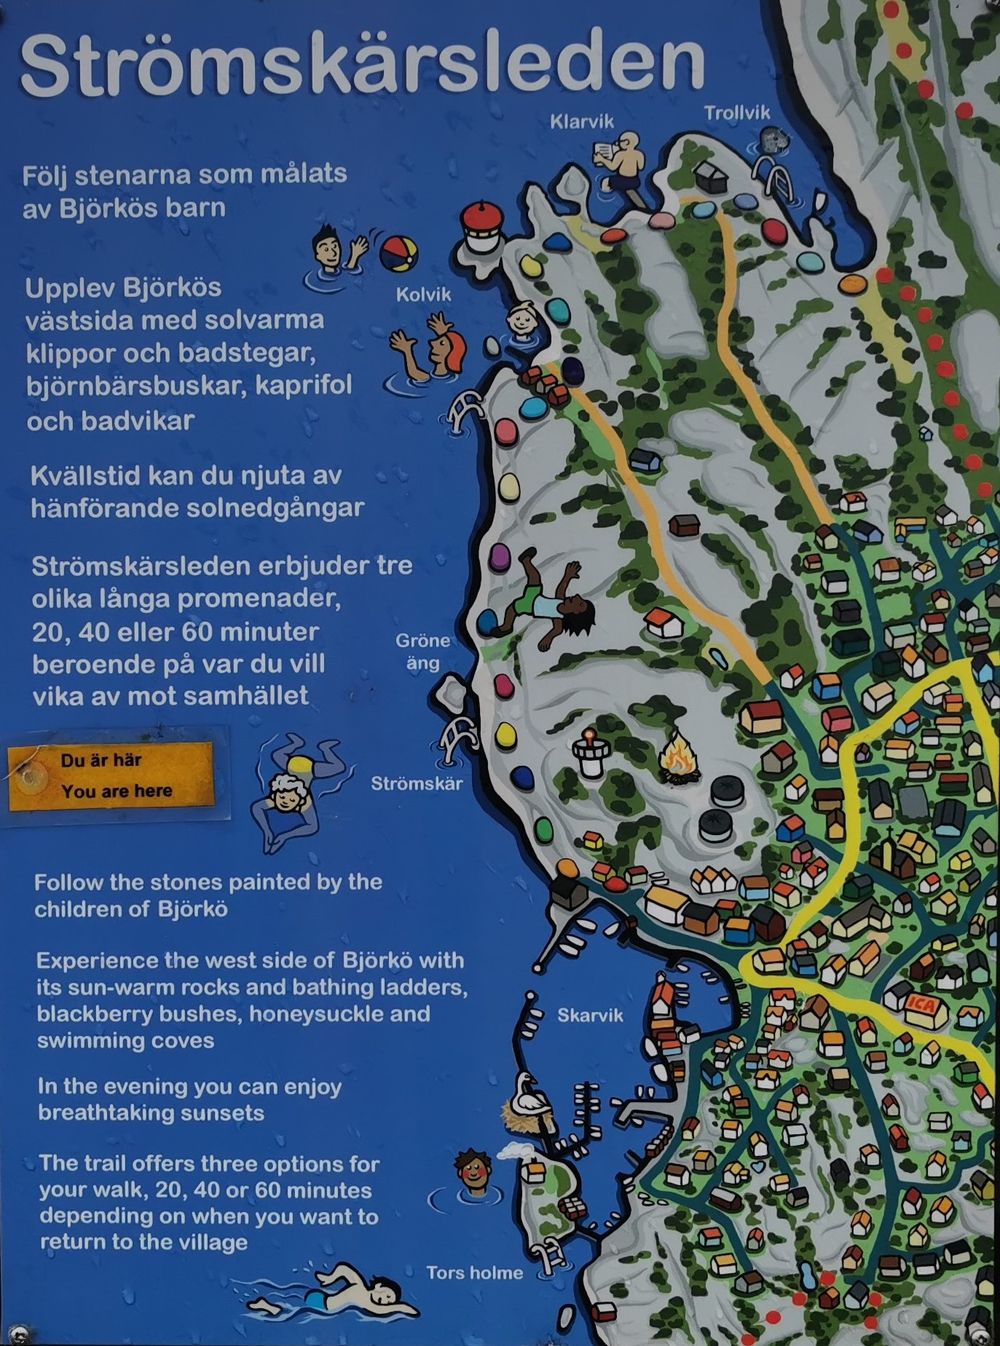 Strömskärsleden
Klarvik
Trollvik
Följ stenarna som målats
av Björkös barn
Kolvik
Upplev Björkös
västsida med solvarma
klippor och badstegar,
björnbärsbuskar, kaprifol
och badvikar
Kvällstid kan du njuta av
hänförande solnedgångar
Strömskärsleden erbjuder tre
olika långa promenader,
20, 40 eller 60 minuter
beroende på var du vill
vika av mot samhället
Gröne
äng
Du är här
You are here
Strömskär
Follow the stones painted by the
children of Björkö
Experience the west side of Björkö with
its sun-warm rocks and bathing ladders,
blackberry bushes, honeysuckle and
swimming coves
Skarvik
ICA
In the evening you can enjoy
breathtaking sunsets
The trail offers three options for
your walk, 20, 40 or 60 minutes
depending on when you want to
return to the village
Tors holme